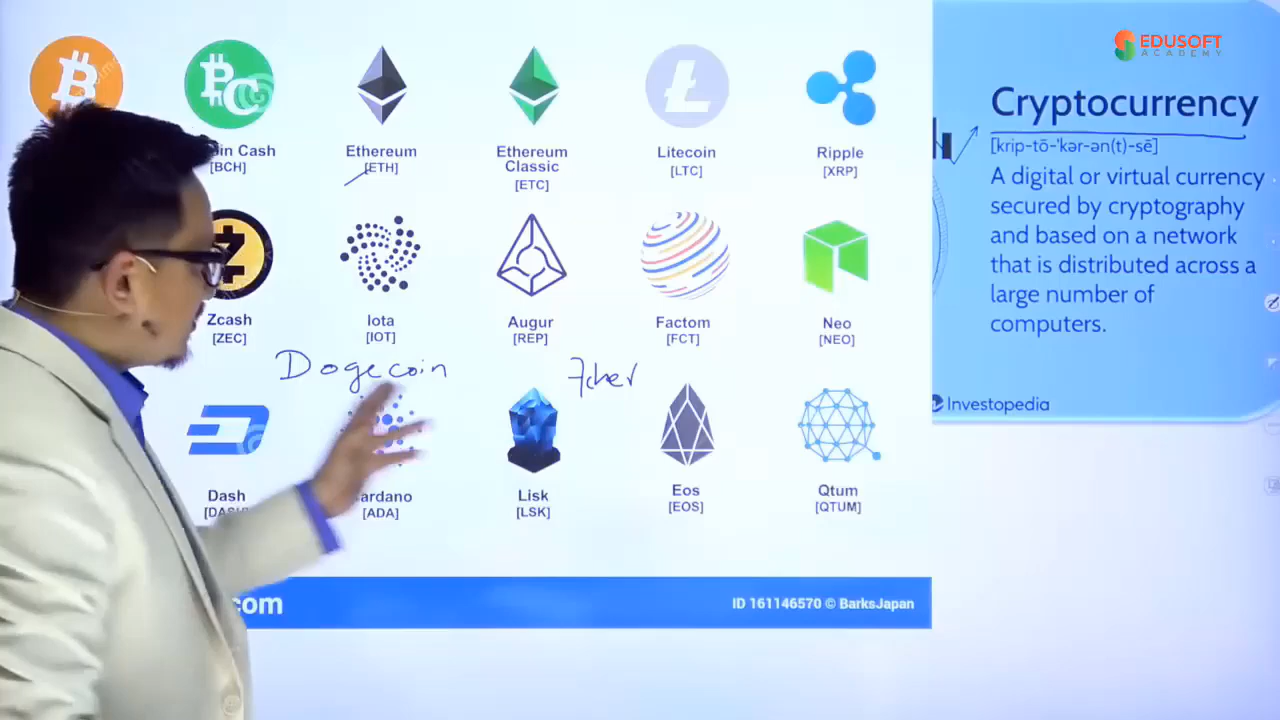 EDUSOFT
ACADEMY
in Cash
[BCH]
Ethereum
[ETH]
Ethereum
Classic
[ETC]
Litecoin
[LTC]
Ripple
[XRP]
Zcash
[ZEC]
Iota
[IOT]
Augur
[REP]
Factom
[FCT]
Neo
[NEO]
Dogecoin
Dash
ardano
[ADA]
Lisk
[LSK]
Eos
[EOS]
Qtum
[QTUM]
.com
ID 161146570 © BarksJapan
Cryptocurrency
[krip-tō-'kər-ən(t)-sē]
A digital or virtual currency
secured by cryptography
and based on a network
that is distributed across a
large number of
computers.
Investopedia